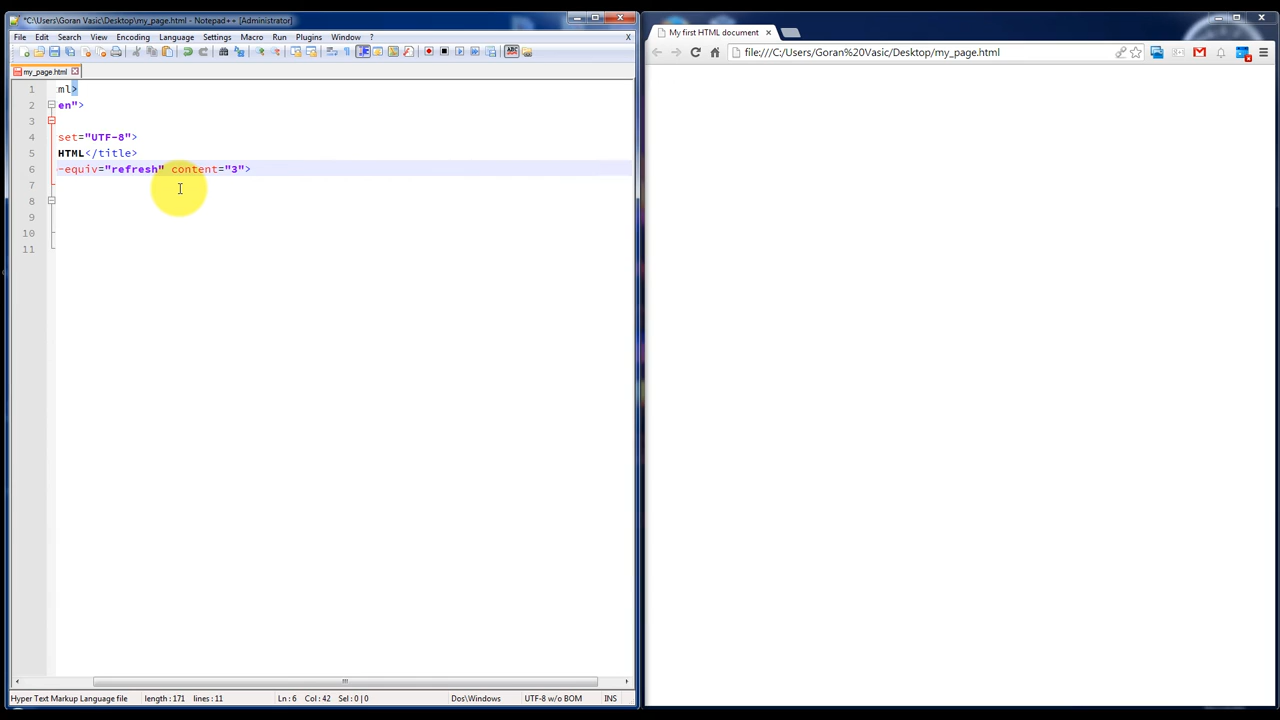 *C:\Users\Goran Vasic\Desktop\my_page.html - Notepad++ [Administrator]
File Edit Search View Encoding Language Settings Macro Run Plugins Window ?
X
my_page.html
1 ml>
2 en">
3
4 set="UTF-8">
5 HTML</title>
6 -equiv="refresh" content="3">
7
8
9
10
11
Hyper Text Markup Language file length : 171 lines : 11 Ln : 6 Col : 42 Sel : 0 | 0 Dos\Windows UTF-8 w/o BOM INS
My first HTML document
file:///C:/Users/Goran%20Vasic/Desktop/my_page.html